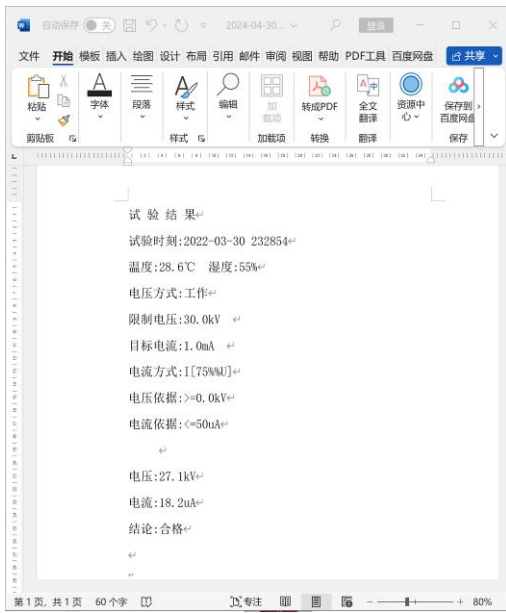 自动保存 关 2024-04-30... 登录
文件 开始 模板 插入 绘图 设计 布局 引用 邮件 审阅 视图 帮助 PDF工具 百度网盘 共享
粘贴 字体 段落 样式 编辑 加载项 转成PDF 全文翻译 资源中心 保存到百度网盘
剪贴板 样式 加载项 转换 翻译 保存
试 验 结 果
试验时刻:2022-03-30 232854
温度:28.6℃ 湿度:55%
电压方式:工作
限制电压:30.0kV
目标电流:1.0mA
电流方式:I[75%%U]
电压依据:>=0.0kV
电流依据:<=50uA
电压:27.1kV
电流:18.2uA
结论:合格
第1页, 共1页 60个字 专注 80%